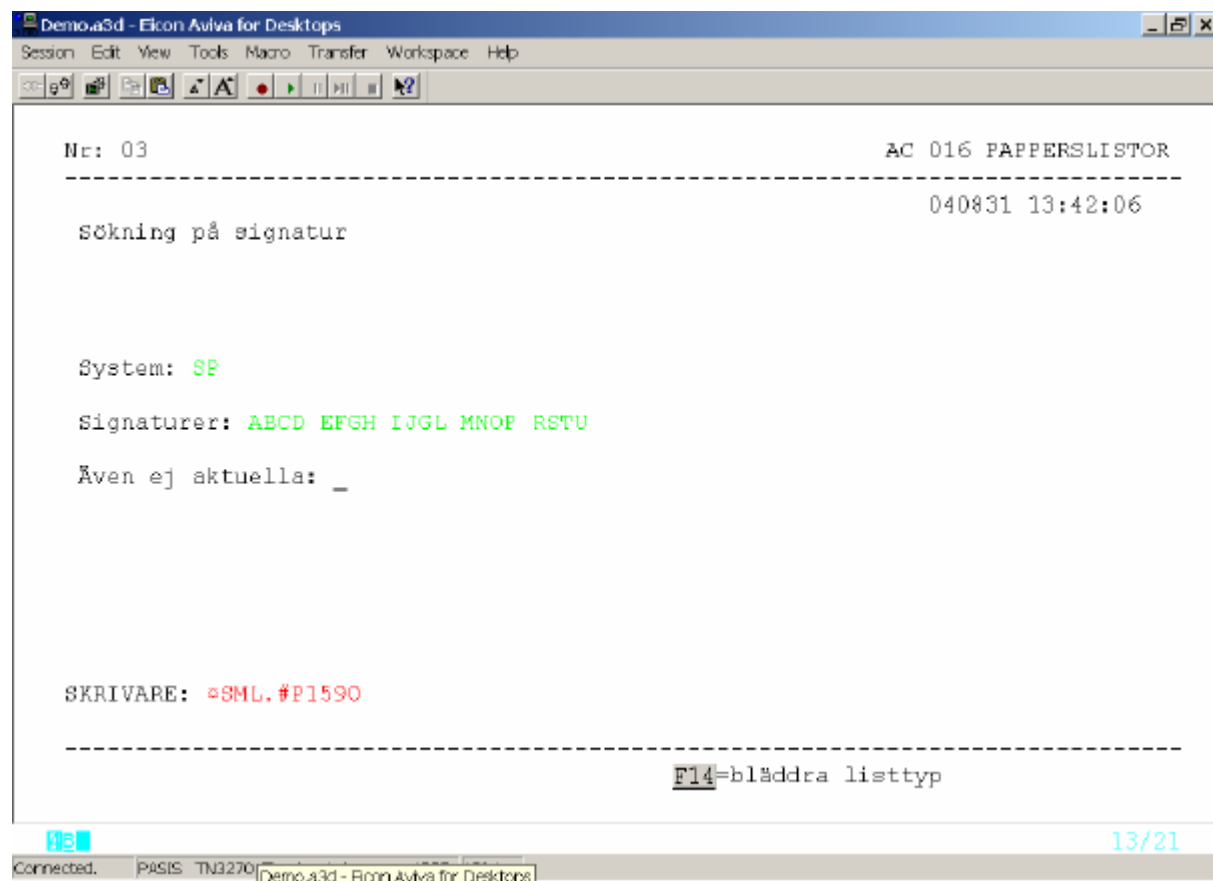 Demo.a3d - Eicon Aviva for Desktops
Session Edit View Tools Macro Transfer Workspace Help
Nr: 03 AC 016 PAPPERSLISTOR
------------------------------------------------------------------------------
040831 13:42:06
Sökning på signatur
System: SP
Signaturer: ABCD EFGH IJGL MNOP RSTU
Även ej aktuella: _
SKRIVARE: ¤SML.#P1590
------------------------------------------------------------------------------
F14=bläddra listtyp
13/21
Connected. PASIS TN3270
Demo.a3d - Eicon Aviva for Desktops